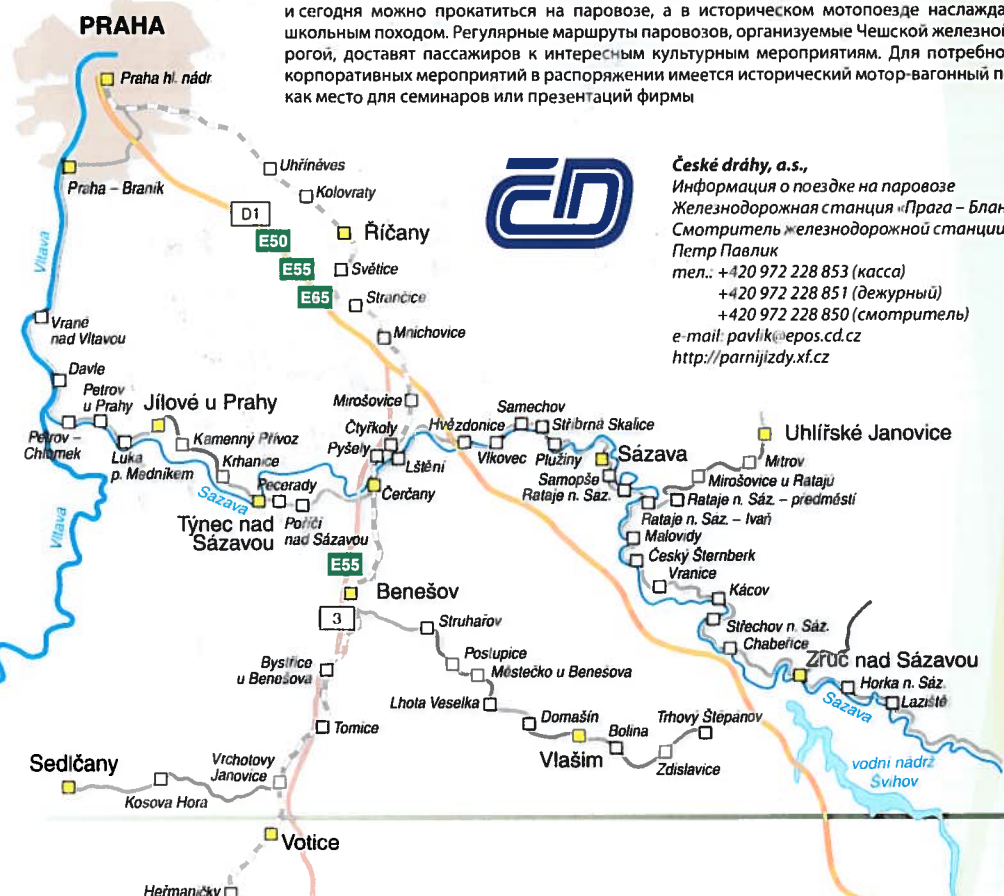 и сегодня можно прокатиться на паровозе, а в историческом мотопоезде наслажда
школьным походом. Регулярные маршруты паровозов, организуемые Чешской железно
рогой, доставят пассажиров к интересным культурным мероприятиям. Для потребно
корпоративных мероприятий в распоряжении имеется исторический мотор-вагонный п
как место для семинаров или презентаций фирмы
PRAHA
Praha hl. nádr.
Praha – Braník
Vltava
Uhříněves
Kolovraty
D1
E50
E55
E65
Říčany
Světice
Strančice
Mnichovice
ČD
České dráhy, a.s.,
Информация о поездке на паровозе
Железнодорожная станция «Прага – Блан
Смотритель железнодорожной станции
Петр Павлик
тел.: +420 972 228 853 (касса)
+420 972 228 851 (дежурный)
+420 972 228 850 (смотритель)
e-mail: pavlik@epos.cd.cz
http://parnijizdy.xf.cz
Vrané
nad Vltavou
Davle
Petrov
u Prahy
Jílové u Prahy
Petrov –
Chlomek
Luka
p. Medníkem
Kamenný Přívoz
Krhanice
Sázava
Vltava
Týnec nad
Sázavou
Pecerady
Poříčí
nad Sázavou
Mirošovice
Čtyřkoly
Pyšely
Lštění
Čerčany
Hvězdonice
Vlkovec
Samechov
Stříbrná Skalice
Plužiny
Sázava
Samopše
Rataje n. Sáz.
Uhlířské Janovice
Mitrov
Mirošovice u Ratajů
Rataje n. Sáz. – předměstí
Rataje n. Sáz. – Ivaň
Malovidy
Český Šternberk
Vranice
Kácov
Střechov n. Sáz.
Chabeřice
Zruč nad Sázavou
Horka n. Sáz.
Laziště
Sázava
vodní nádrž
Švihov
E55
Benešov
3
Struhařov
Postupice
Městečko u Benešova
Lhota Veselka
Domašín
Vlašim
Bolina
Trhový Štěpánov
Zdislavice
Bystřice
u Benešova
Tomice
Vrchotovy
Janovice
Sedlčany
Kosova Hora
Votice
Heřmaničky